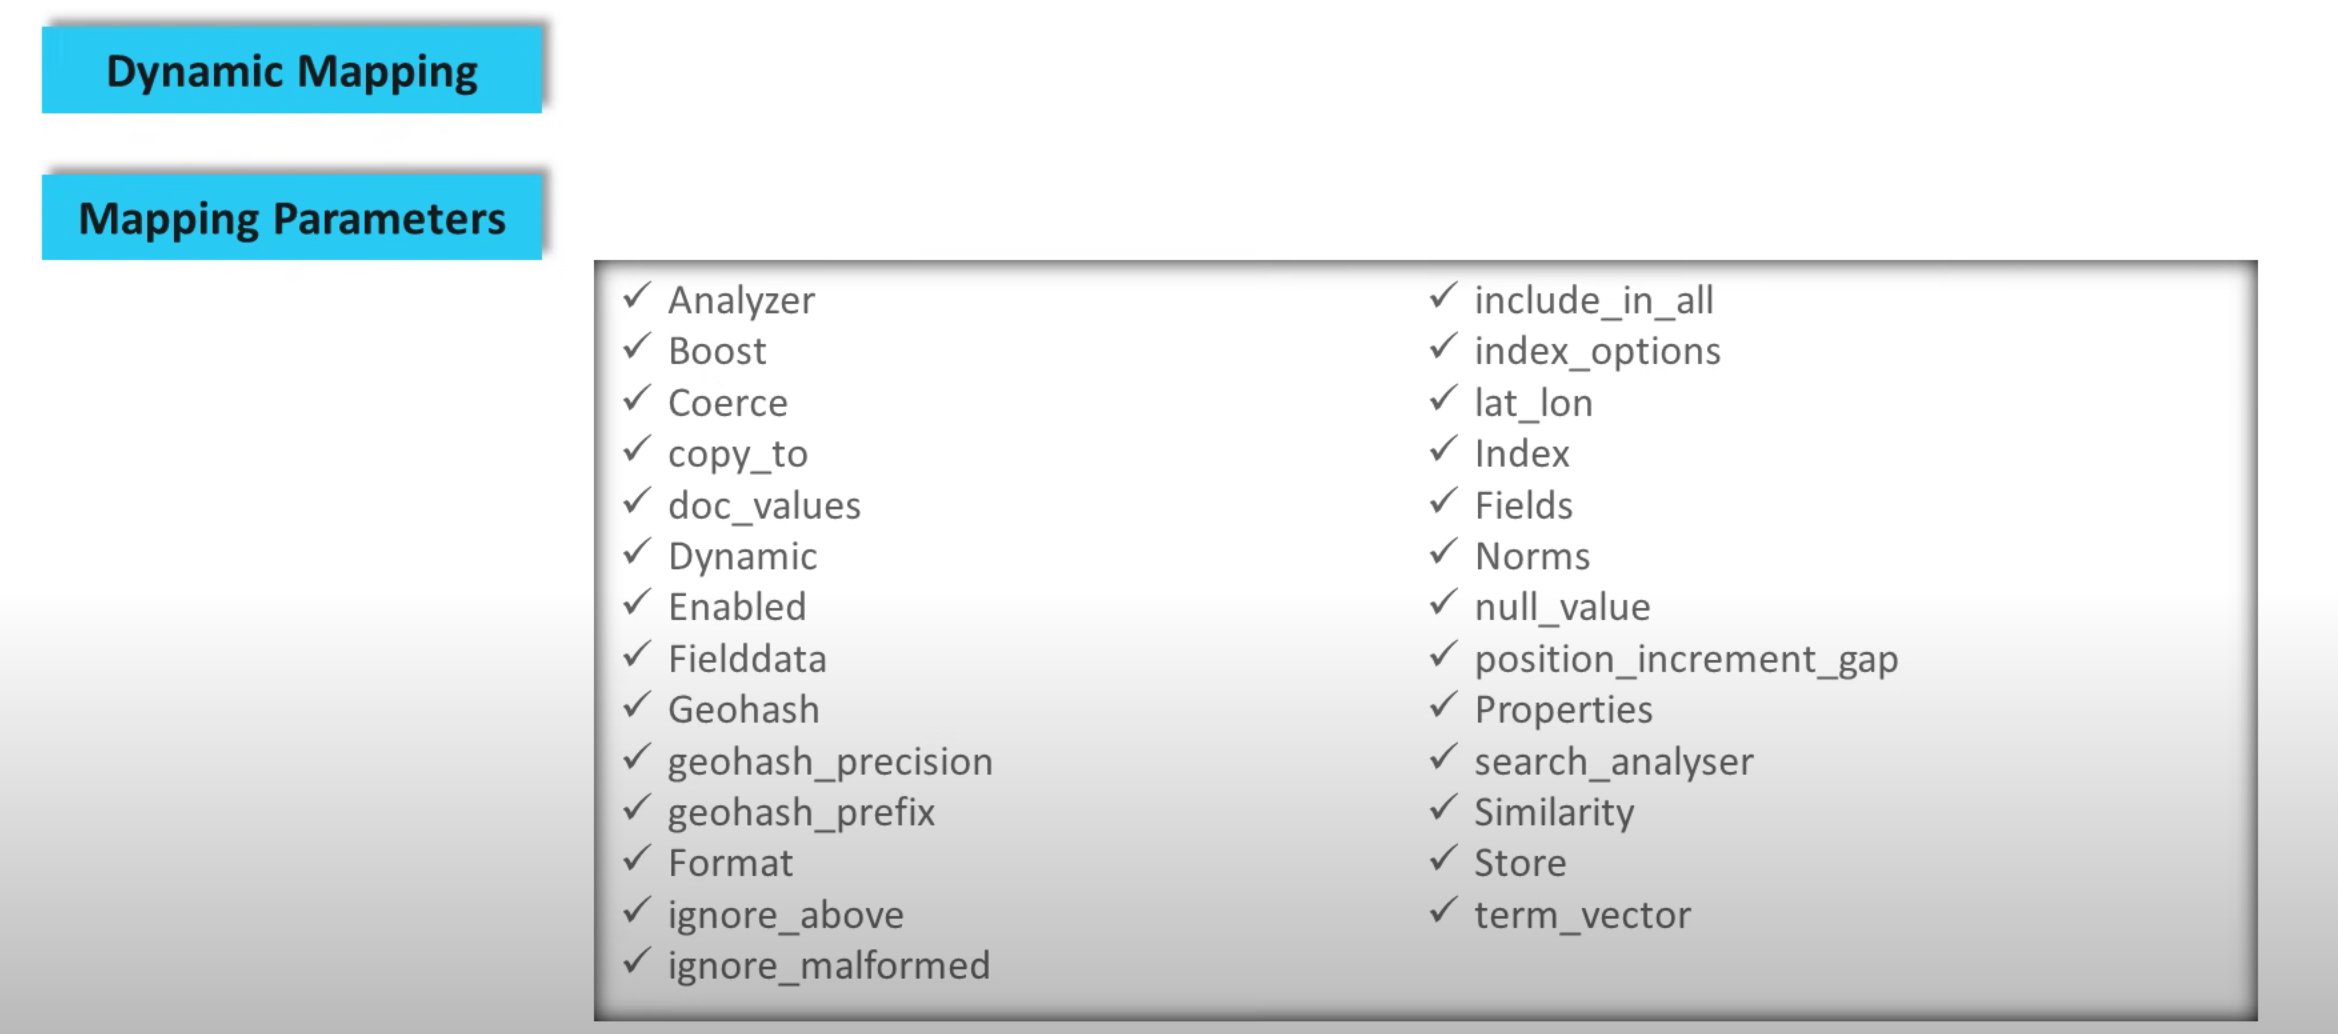 Dynamic Mapping
Mapping Parameters
Analyzer
Boost
Coerce
copy_to
doc_values
Dynamic
Enabled
Fielddata
Geohash
geohash_precision
geohash_prefix
Format
ignore_above
ignore_malformed
include_in_all
index_options
lat_lon
Index
Fields
Norms
null_value
position_increment_gap
Properties
search_analyser
Similarity
Store
term_vector